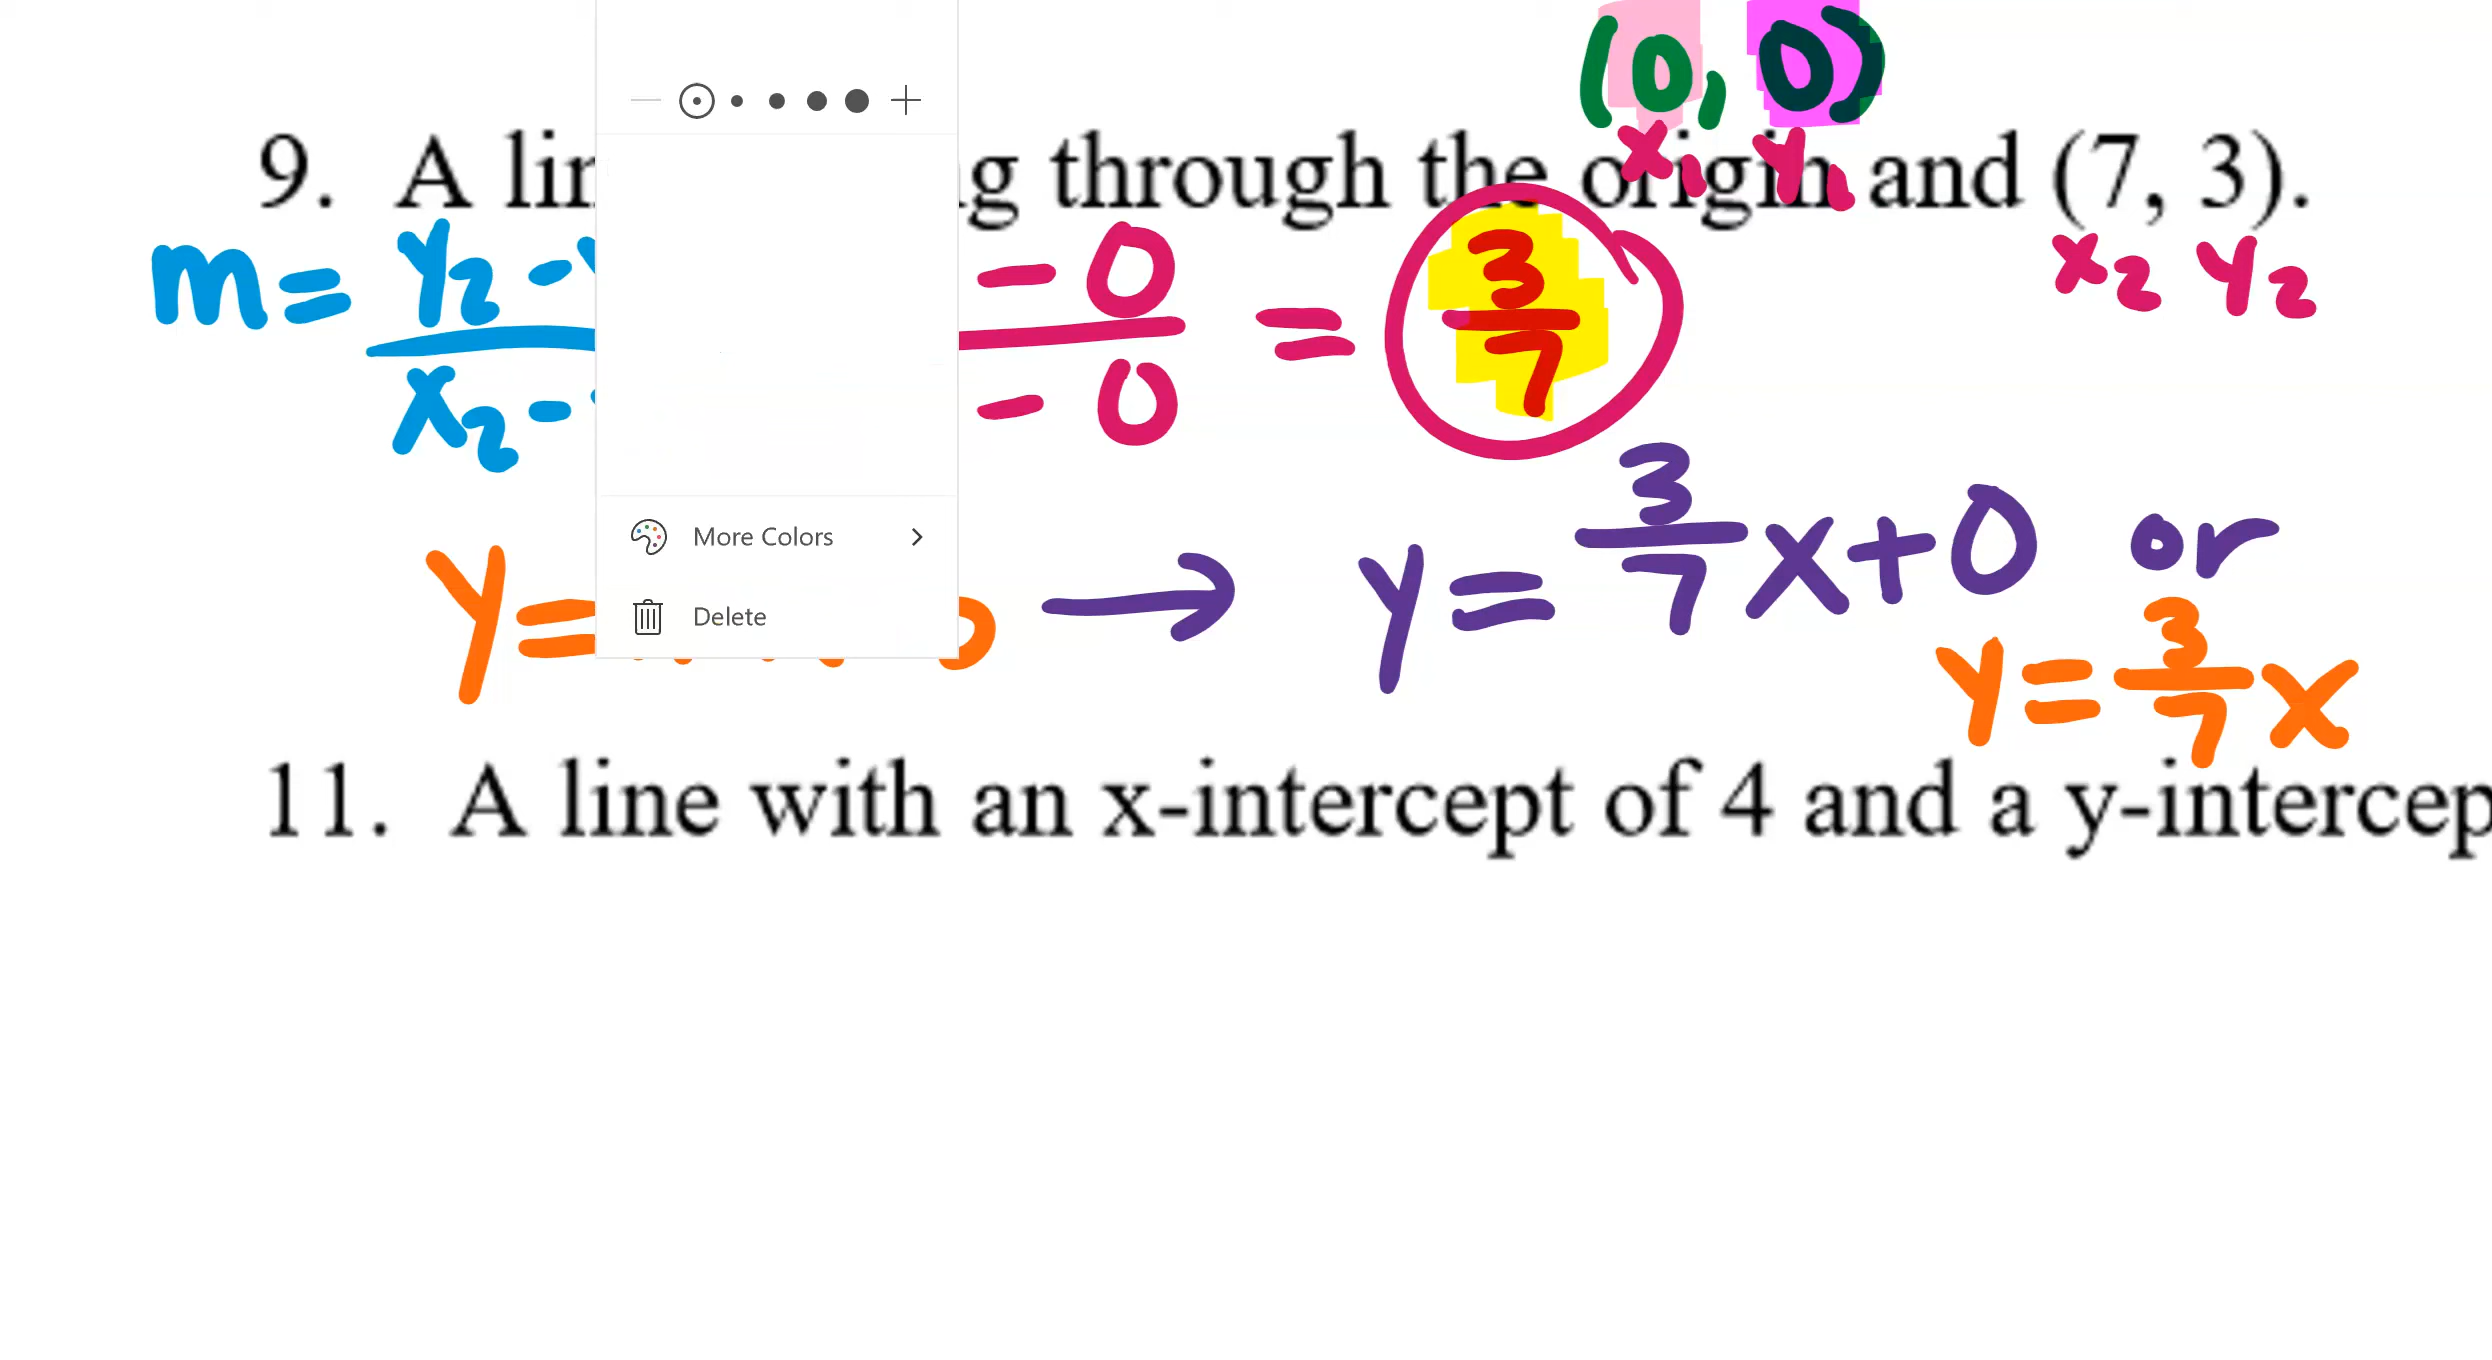 (0, 0)
9. A lin g through the origin and (7, 3).
x1 y1
x2 y2
m = y2 - - 0 = 3/7
x2 - - 0
More Colors
Delete
y = → y = 3/7 x + 0 or
y = 3/7 x
11. A line with an x-intercept of 4 and a y-intercep